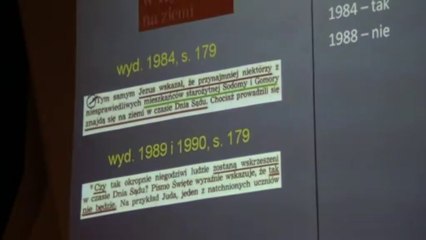 na ziemi
1984 – tak
1988 – nie
wyd. 1984, s. 179
Tym samym Jezus wskazał, że przynajmniej niektórzy z
niesprawiedliwych mieszkańców starożytnej Sodomy i Gomory
znajdą się na ziemi w czasie Dnia Sądu. Chociaż prowadzili się
wyd. 1989 i 1990, s. 179
Czy tak okropnie niegodziwi ludzie zostaną wskrzeszeni
w czasie Dnia Sądu? Pismo Święte wyraźnie wskazuje, że tak
nie będzie. Na przykład Juda, jeden z natchnionych uczniów